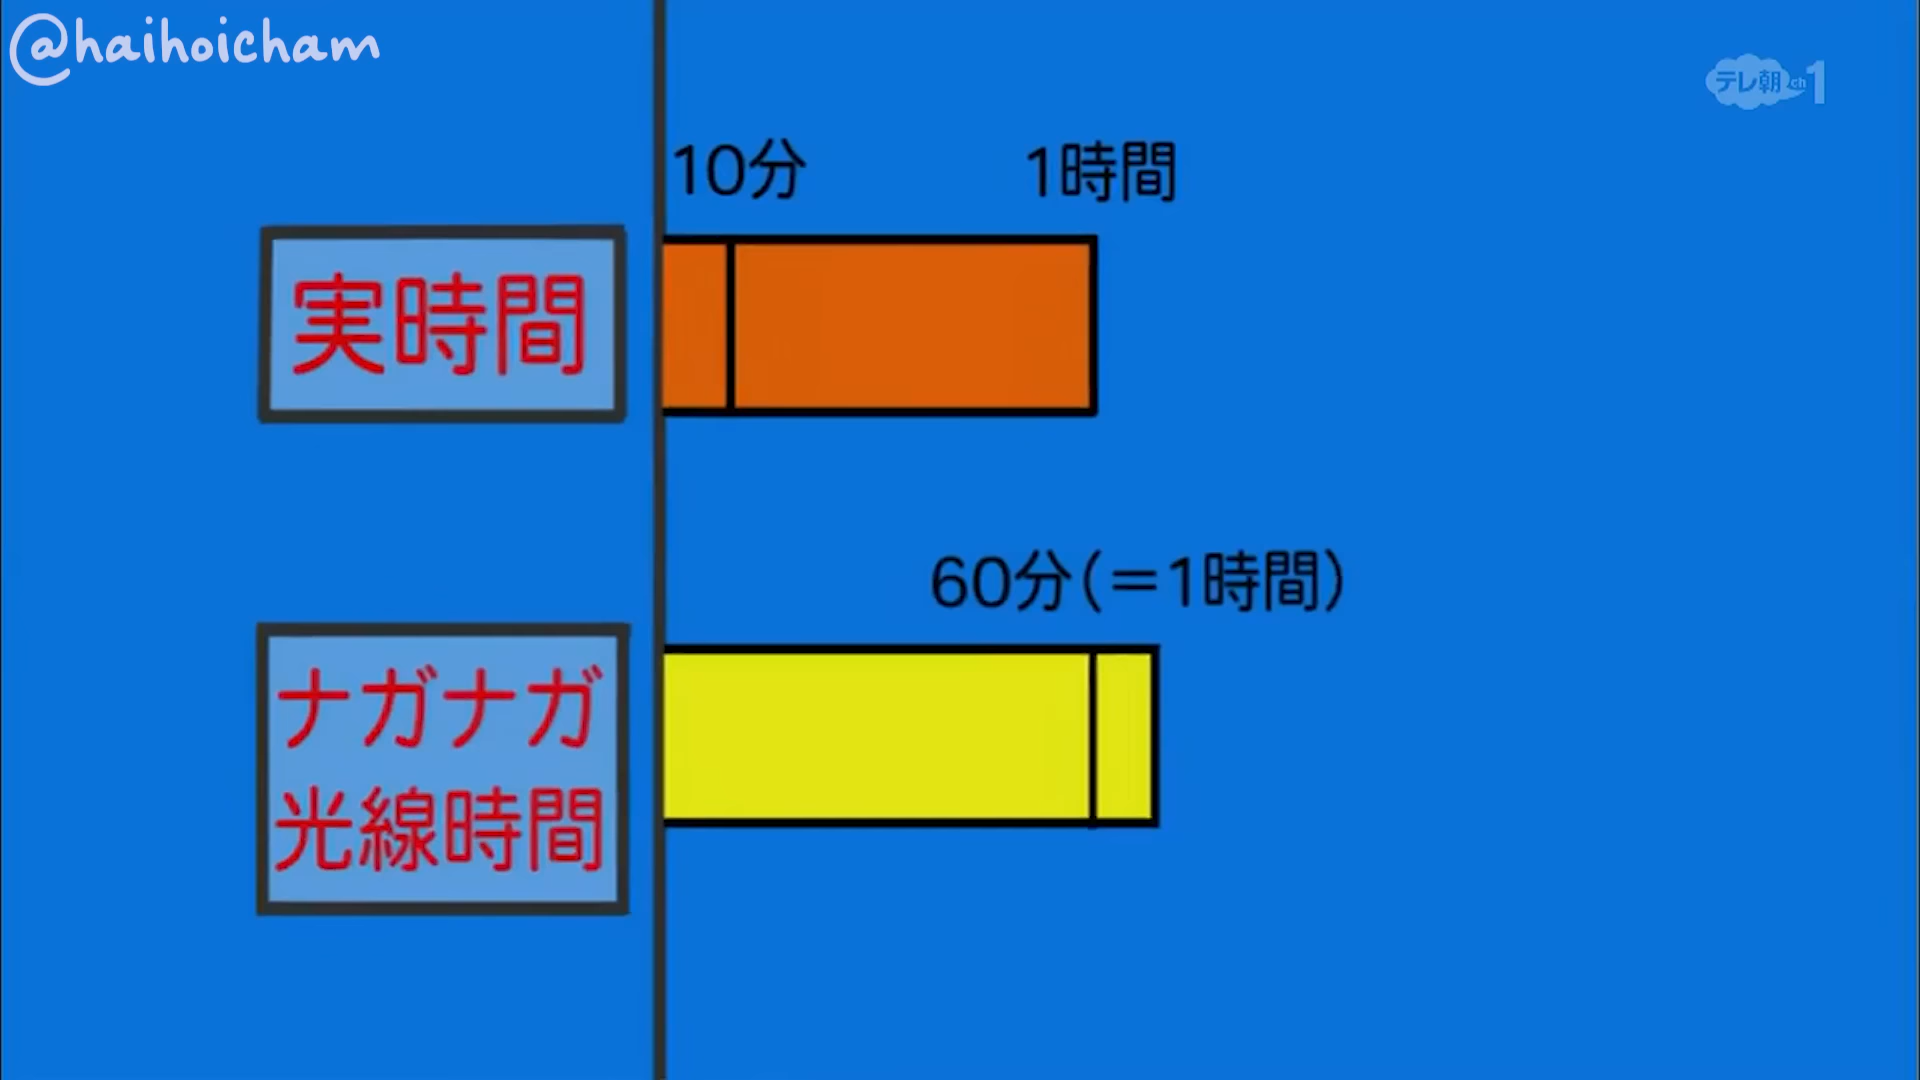 @haihoicham
テレ朝ch1
10分
1時間
実時間
60分(=1時間)
ナガナガ
光線時間